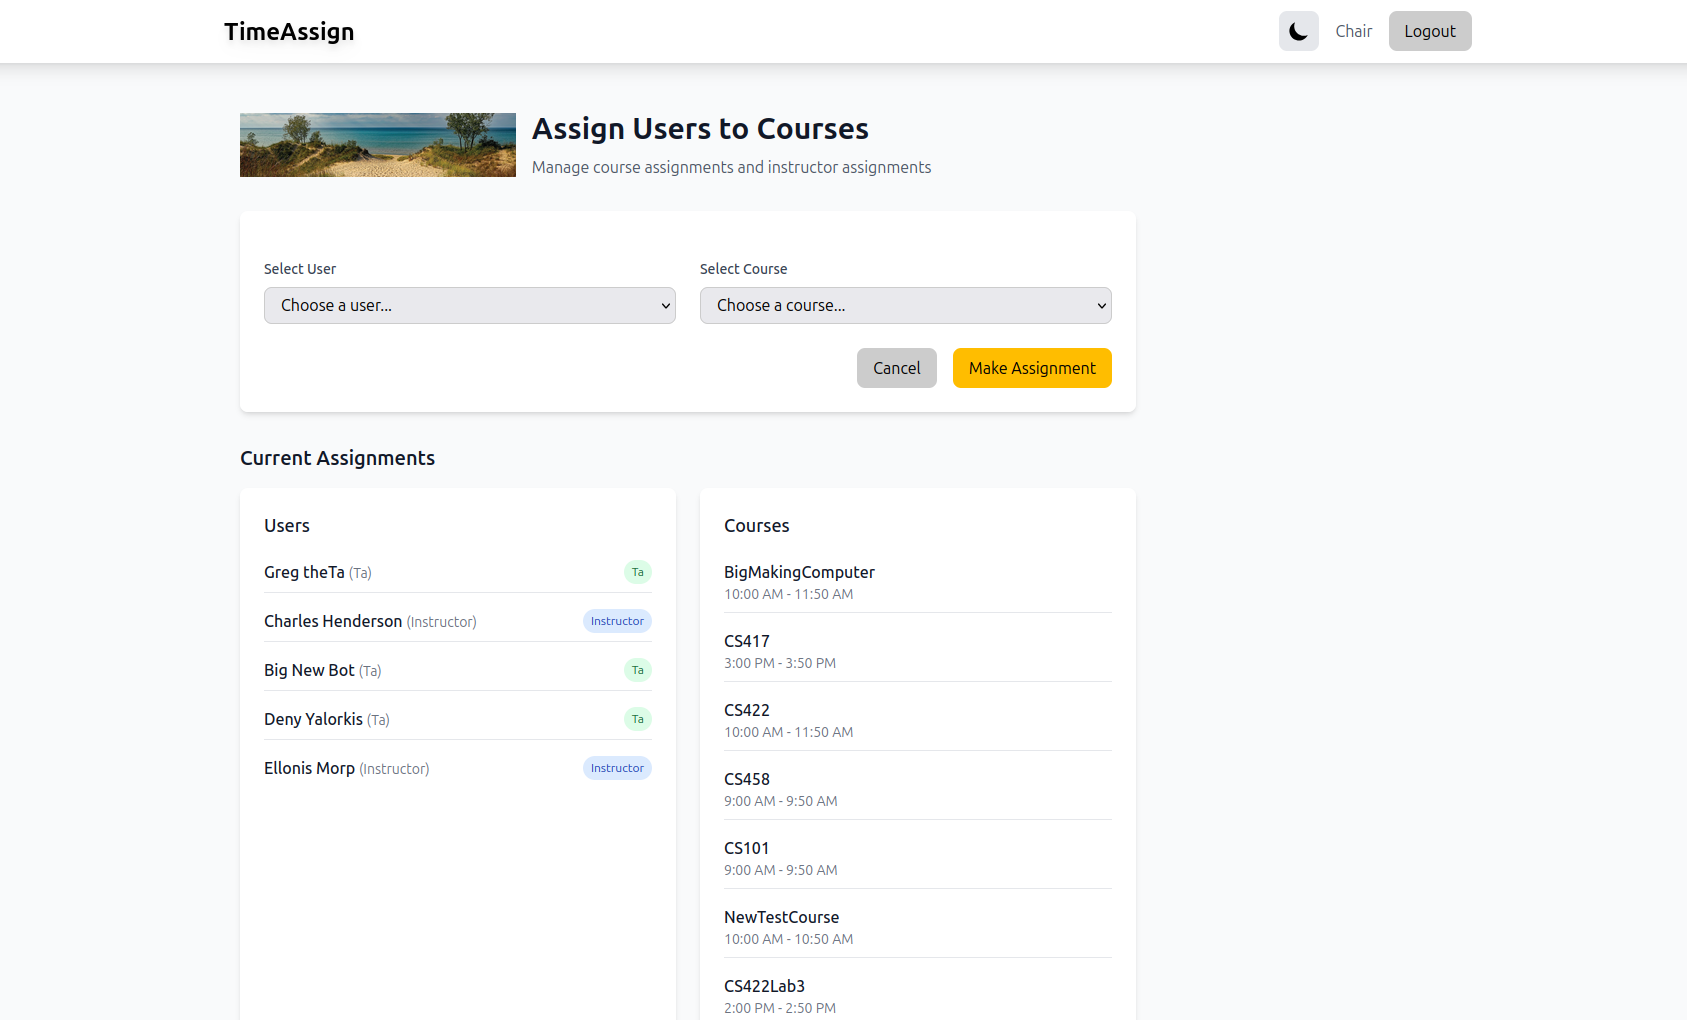 TimeAssign
Chair
Logout
Assign Users to Courses
Manage course assignments and instructor assignments
Select User
Select Course
Choose a user...
Choose a course...
Cancel
Make Assignment
Current Assignments
Users
Greg theTa (Ta)
Ta
Charles Henderson (Instructor)
Instructor
Big New Bot (Ta)
Ta
Deny Yalorkis (Ta)
Ta
Ellonis Morp (Instructor)
Instructor
Courses
BigMakingComputer
10:00 AM - 11:50 AM
CS417
3:00 PM - 3:50 PM
CS422
10:00 AM - 11:50 AM
CS458
9:00 AM - 9:50 AM
CS101
9:00 AM - 9:50 AM
NewTestCourse
10:00 AM - 10:50 AM
CS422Lab3
2:00 PM - 2:50 PM